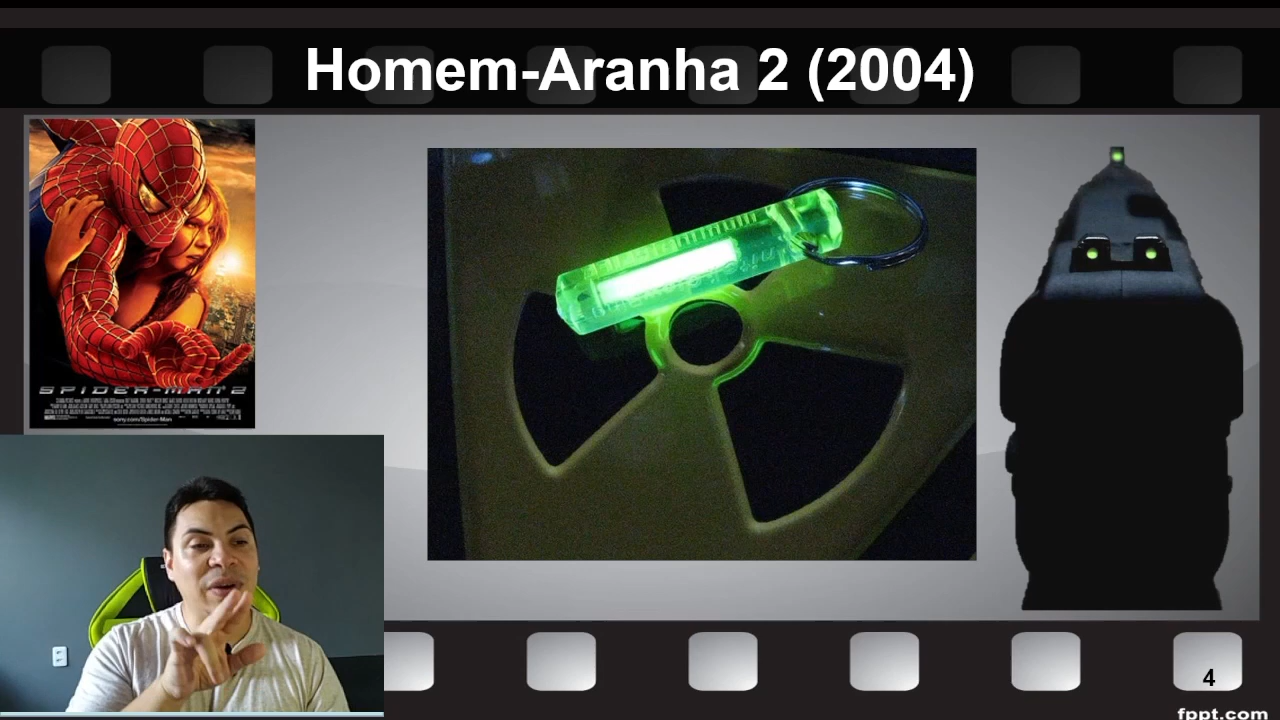 Homem-Aranha 2 (2004)
SPIDER-MAN 2
sony.com/Spider-Man
4
fppt.com